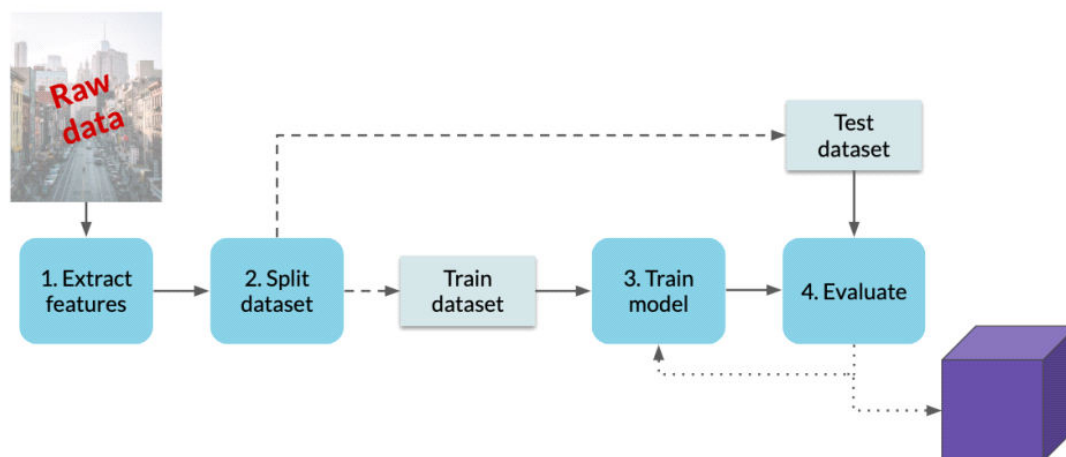 Raw
data
Test
dataset
1. Extract
features
2. Split
dataset
Train
dataset
3. Train
model
4. Evaluate